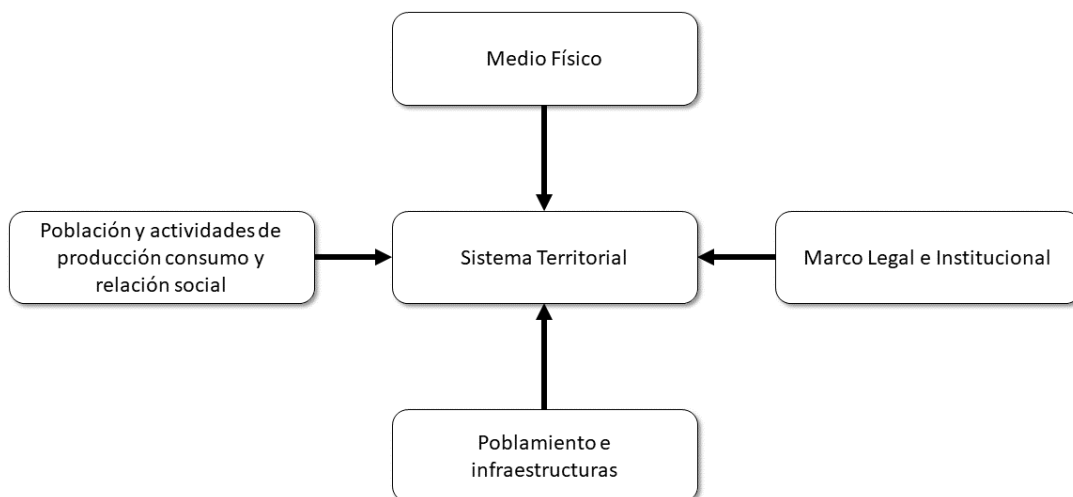 Medio Físico
Población y actividades de
producción consumo y
relación social
Sistema Territorial
Marco Legal e Institucional
Poblamiento e
infraestructuras